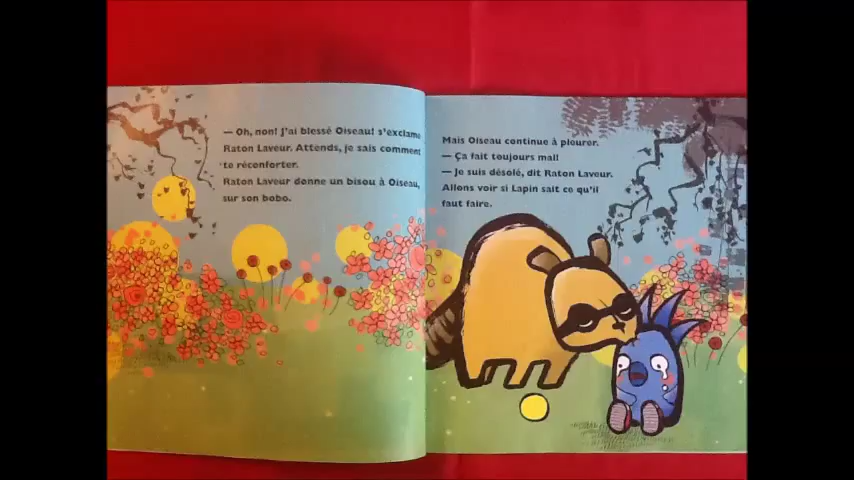 — Oh, non! J'ai blessé Oiseau! s'exclame
Raton Laveur. Attends, je sais comment
te réconforter.
Raton Laveur donne un bisou à Oiseau,
sur son bobo.
Mais Oiseau continue à pleurer.
— Ça fait toujours mal!
— Je suis désolé, dit Raton Laveur.
Allons voir si Lapin sait ce qu'il
faut faire.